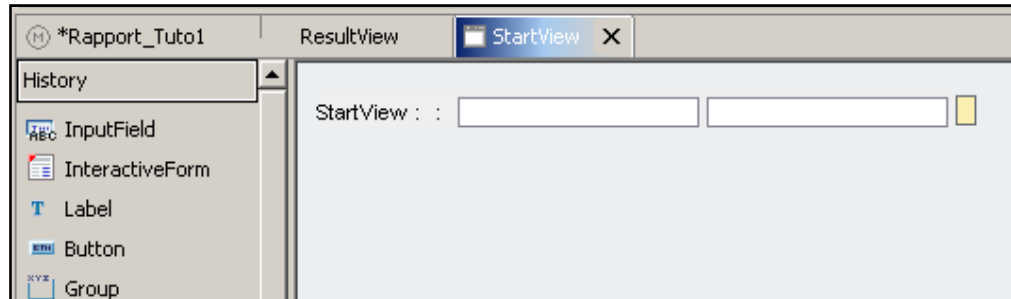 *Rapport_Tuto1 ResultView StartView
History
StartView : :
InputField
InteractiveForm
T Label
Button
Group